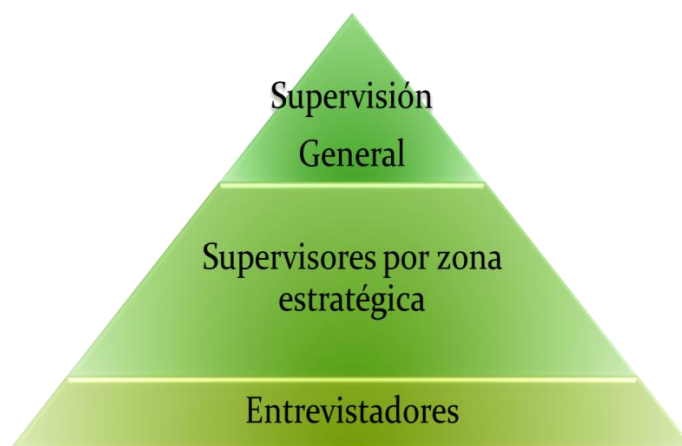 Supervisión
General
Supervisores por zona
estratégica
Entrevistadores